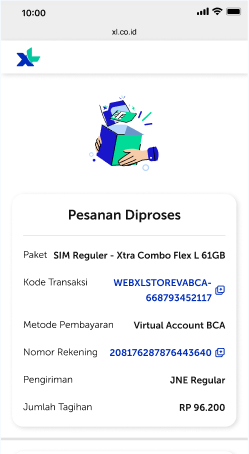 10:00
xl.co.id
XL
Pesanan Diproses
Paket SIM Reguler - Xtra Combo Flex L 61GB
Kode Transaksi WEBXLSTOREVABCA-
668793452117
Metode Pembayaran Virtual Account BCA
Nomor Rekening 208176287876443640
Pengiriman JNE Regular
Jumlah Tagihan RP 96.200